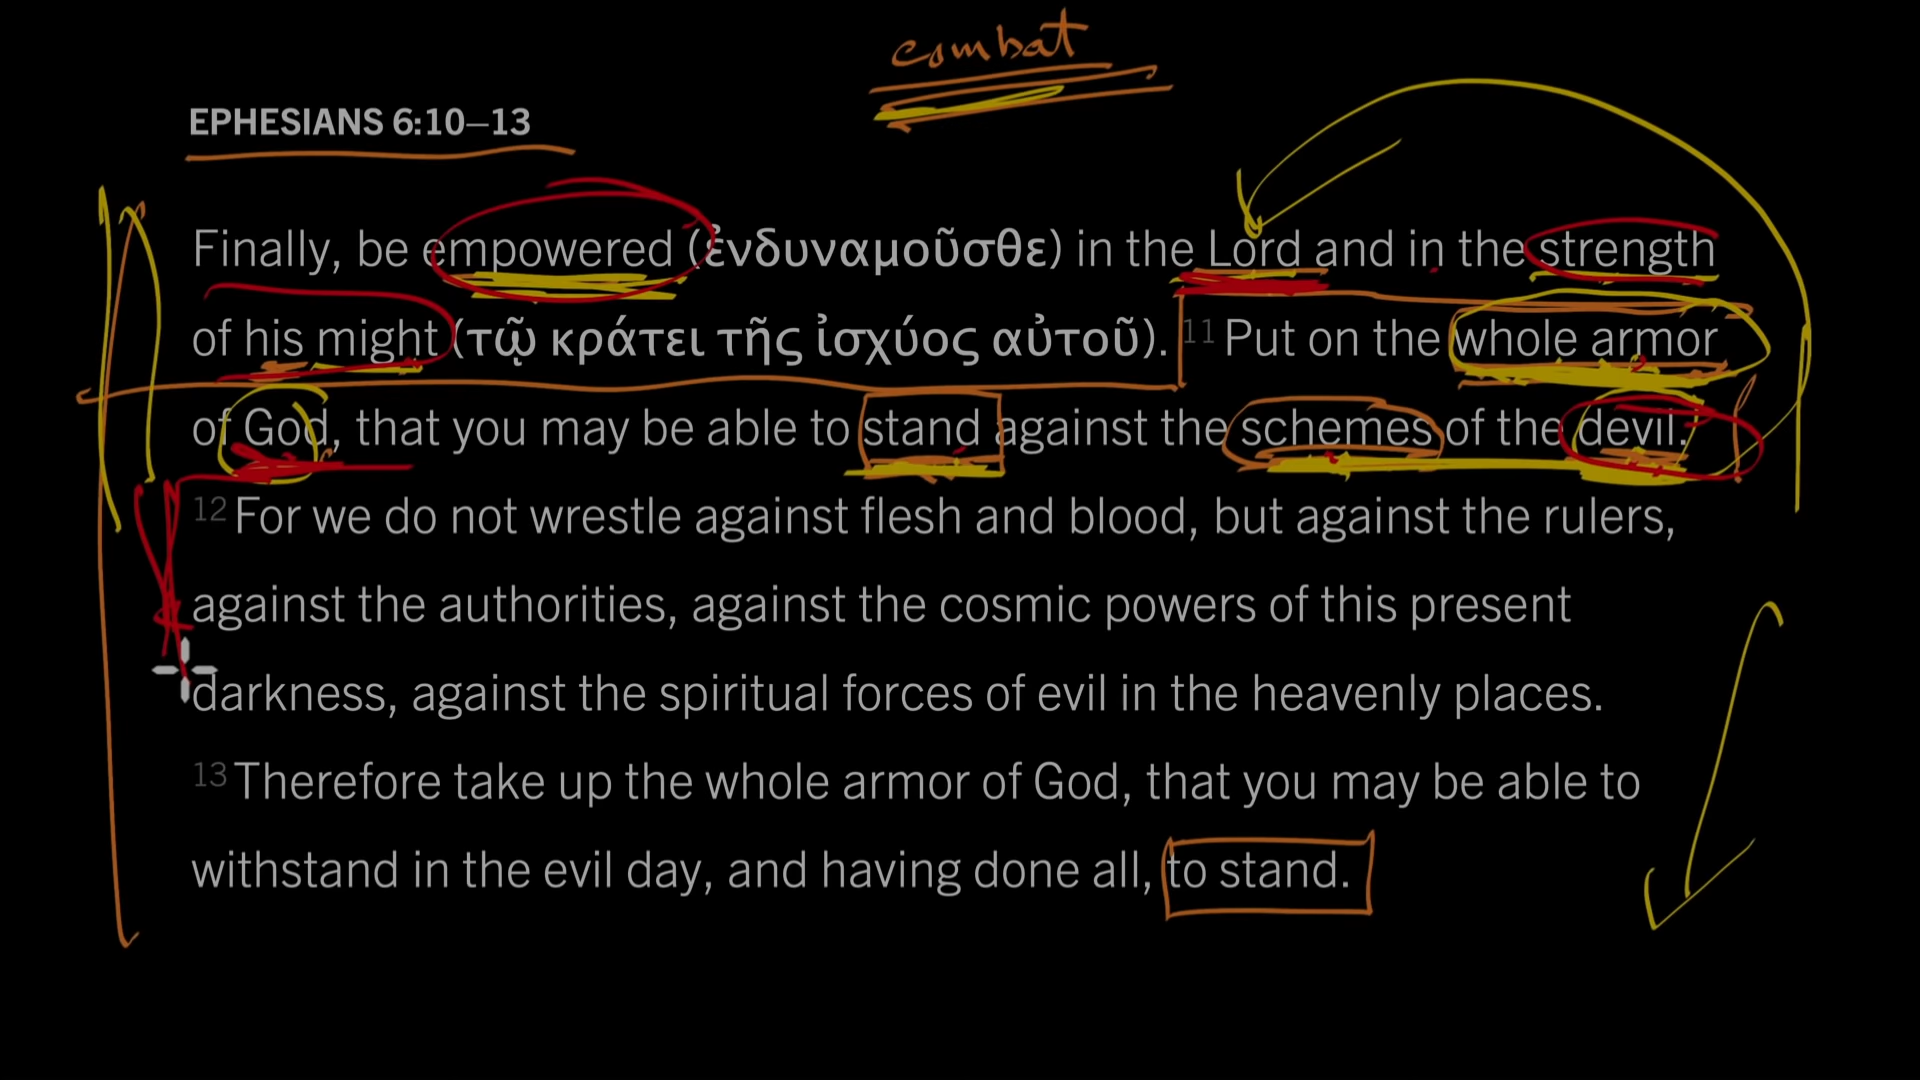 combat
EPHESIANS 6:10–13
Finally, be empowered (ἐνδυναμοῦσθε) in the Lord and in the strength
of his might (τῷ κράτει τῆς ἰσχύος αὐτοῦ). 11 Put on the whole armor
of God, that you may be able to stand against the schemes of the devil.
12 For we do not wrestle against flesh and blood, but against the rulers,
against the authorities, against the cosmic powers of this present
darkness, against the spiritual forces of evil in the heavenly places.
13 Therefore take up the whole armor of God, that you may be able to
withstand in the evil day, and having done all, to stand.